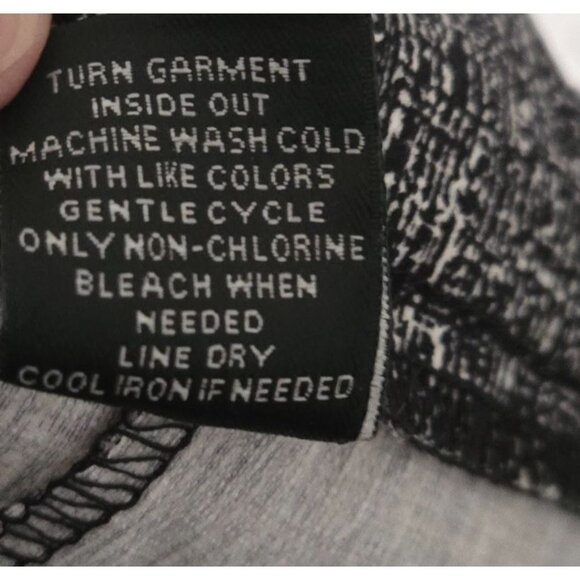 TURN GARMENT
INSIDE OUT
MACHINE WASH COLD
WITH LIKE COLORS
GENTLE CYCLE
ONLY NON-CHLORINE
BLEACH WHEN
NEEDED
LINE DRY
COOL IRON IF NEEDED